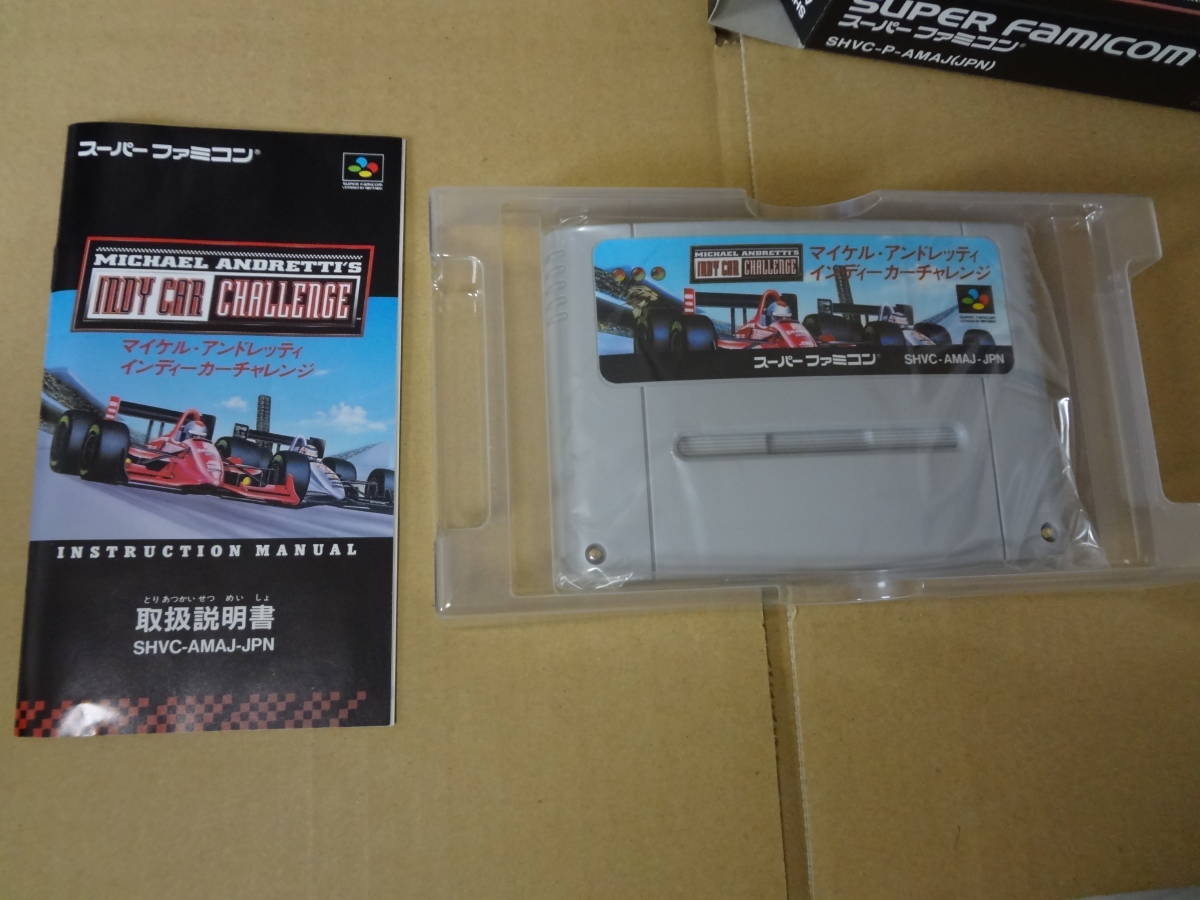 スーパーファミコン®
SUPER FAMICOM
MICHAEL ANDRETTI'S
INDY CAR CHALLENGE™
マイケル・アンドレッティ
インディーカーチャレンジ
INSTRUCTION MANUAL
とりあつかいせつ めい しょ
取扱説明書
SHVC-AMAJ-JPN
MICHAEL ANDRETTI'S
INDY CAR CHALLENGE
マイケル・アンドレッティ
インディーカーチャレンジ
SUPER FAMICOM
スーパーファミコン®
SHVC-AMAJ-JPN
SUPER FAMICOM
スーパーファミコン®
SHVC-P-AMAJ(JPN)